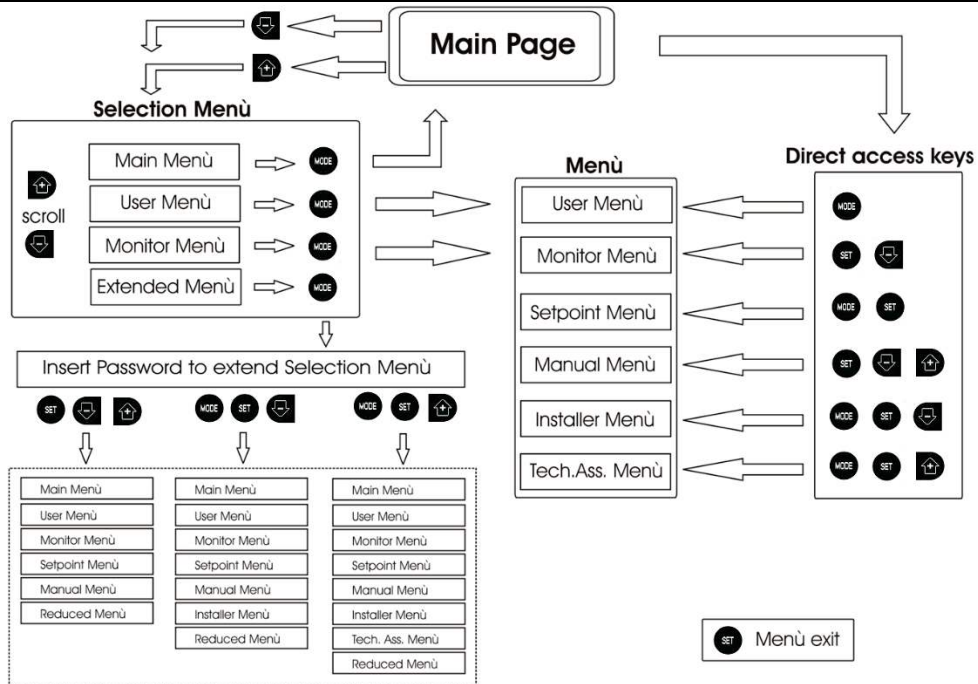 Main Page
Selection Menù
Main Menù
MODE
User Menù
MODE
scroll
Monitor Menù
MODE
Extended Menù
MODE
Insert Password to extend Selection Menù
SET
MODE SET
MODE SET
Main Menù
User Menù
Monitor Menù
Setpoint Menù
Manual Menù
Reduced Menù
Main Menù
User Menù
Monitor Menù
Setpoint Menù
Manual Menù
Installer Menù
Reduced Menù
Main Menù
User Menù
Monitor Menù
Setpoint Menù
Manual Menù
Installer Menù
Tech. Ass. Menù
Reduced Menù
Menù
User Menù
Monitor Menù
Setpoint Menù
Manual Menù
Installer Menù
Tech.Ass. Menù
Direct access keys
MODE
SET
MODE SET
SET
MODE SET
MODE SET
SET Menù exit